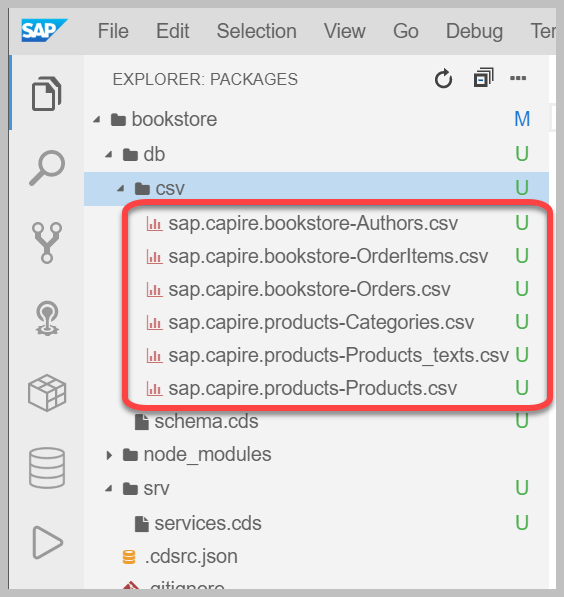 SAP File Edit Selection View Go Debug
EXPLORER: PACKAGES
bookstore M
db U
csv U
sap.capire.bookstore-Authors.csv U
sap.capire.bookstore-OrderItems.csv U
sap.capire.bookstore-Orders.csv U
sap.capire.products-Categories.csv U
sap.capire.products-Products_texts.csv U
sap.capire.products-Products.csv U
schema.cds U
node_modules
srv U
services.cds U
.cdsrc.json
.gitignore